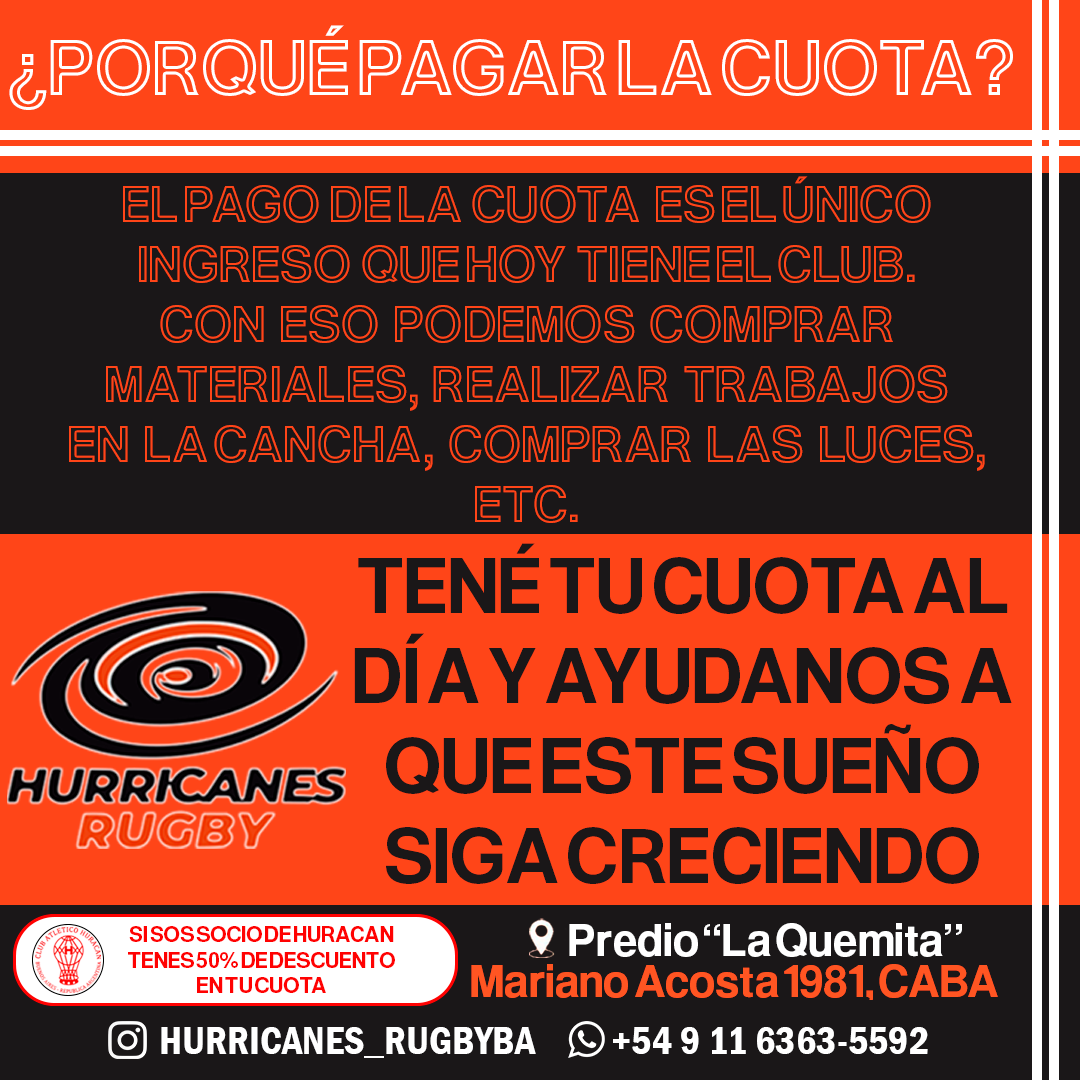 ¿PORQUÉ PAGAR LA CUOTA?
EL PAGO DE LA CUOTA ES EL ÚNICO
INGRESO QUE HOY TIENE EL CLUB.
CON ESO PODEMOS COMPRAR
MATERIALES, REALIZAR TRABAJOS
EN LA CANCHA, COMPRAR LAS LUCES,
ETC.
TENÉ TU CUOTA AL
DÍA Y AYUDANOS A
QUE ESTE SUEÑO
SIGA CRECIENDO
HURRICANES
RUGBY
CLUB ATLETICO HURACAN
SI SOS SOCIO DE HURACAN
TENES 50% DE DESCUENTO
EN TU CUOTA
Predio “La Quemita”
Mariano Acosta 1981, CABA
HURRICANES_RUGBYBA
+54 9 11 6363-5592